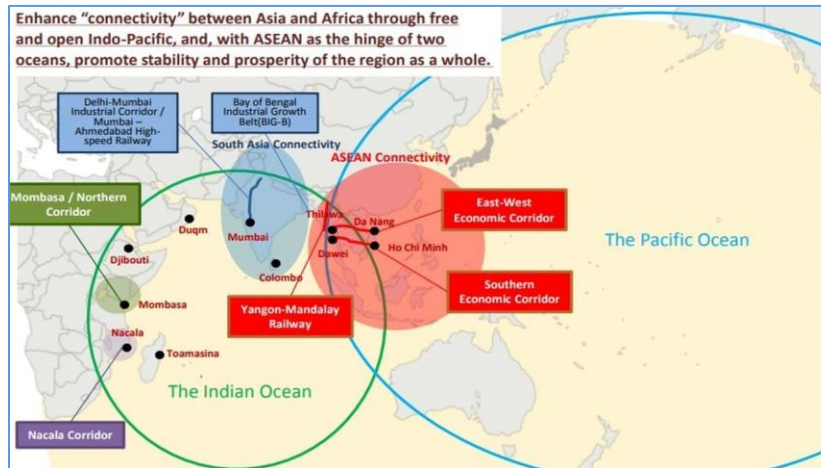 Enhance “connectivity” between Asia and Africa through free
and open Indo-Pacific, and, with ASEAN as the hinge of two
oceans, promote stability and prosperity of the region as a whole.
Delhi-Mumbai
Industrial Corridor /
Mumbai –
Ahmedabad High-
speed Railway
Bay of Bengal
Industrial Growth
Belt(BIG-B)
South Asia Connectivity
ASEAN Connectivity
Mombasa / Northern
Corridor
East-West
Economic Corridor
Thilawa
Da Nang
Duqm
Mumbai
Dawei
Ho Chi Minh
The Pacific Ocean
Djibouti
Colombo
Southern
Economic Corridor
Mombasa
Yangon-Mandalay
Railway
Nacala
Toamasina
The Indian Ocean
Nacala Corridor